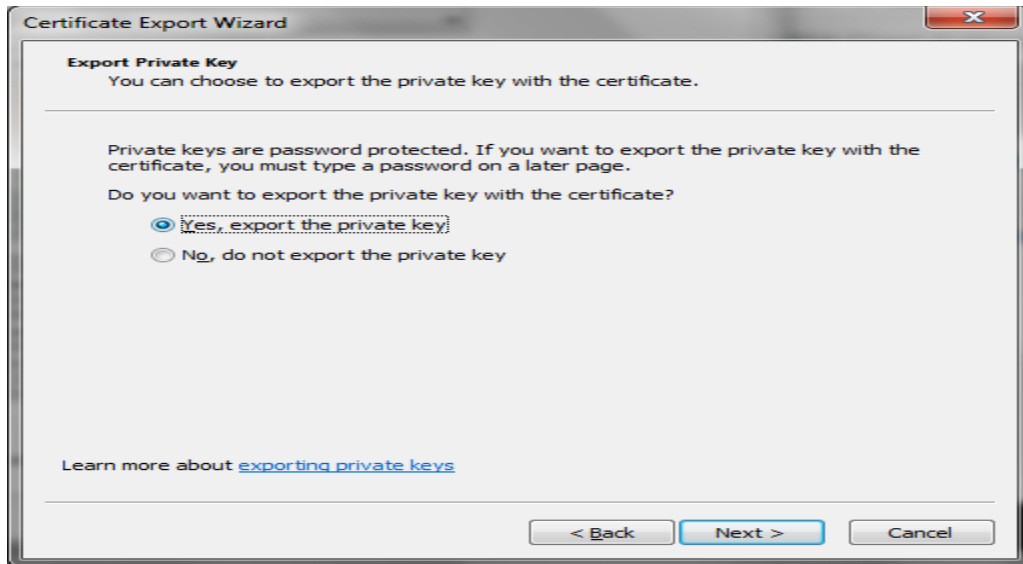 Certificate Export Wizard
Export Private Key
You can choose to export the private key with the certificate.
Private keys are password protected. If you want to export the private key with the
certificate, you must type a password on a later page.
Do you want to export the private key with the certificate?
Yes, export the private key
No, do not export the private key
Learn more about exporting private keys
< Back
Next >
Cancel